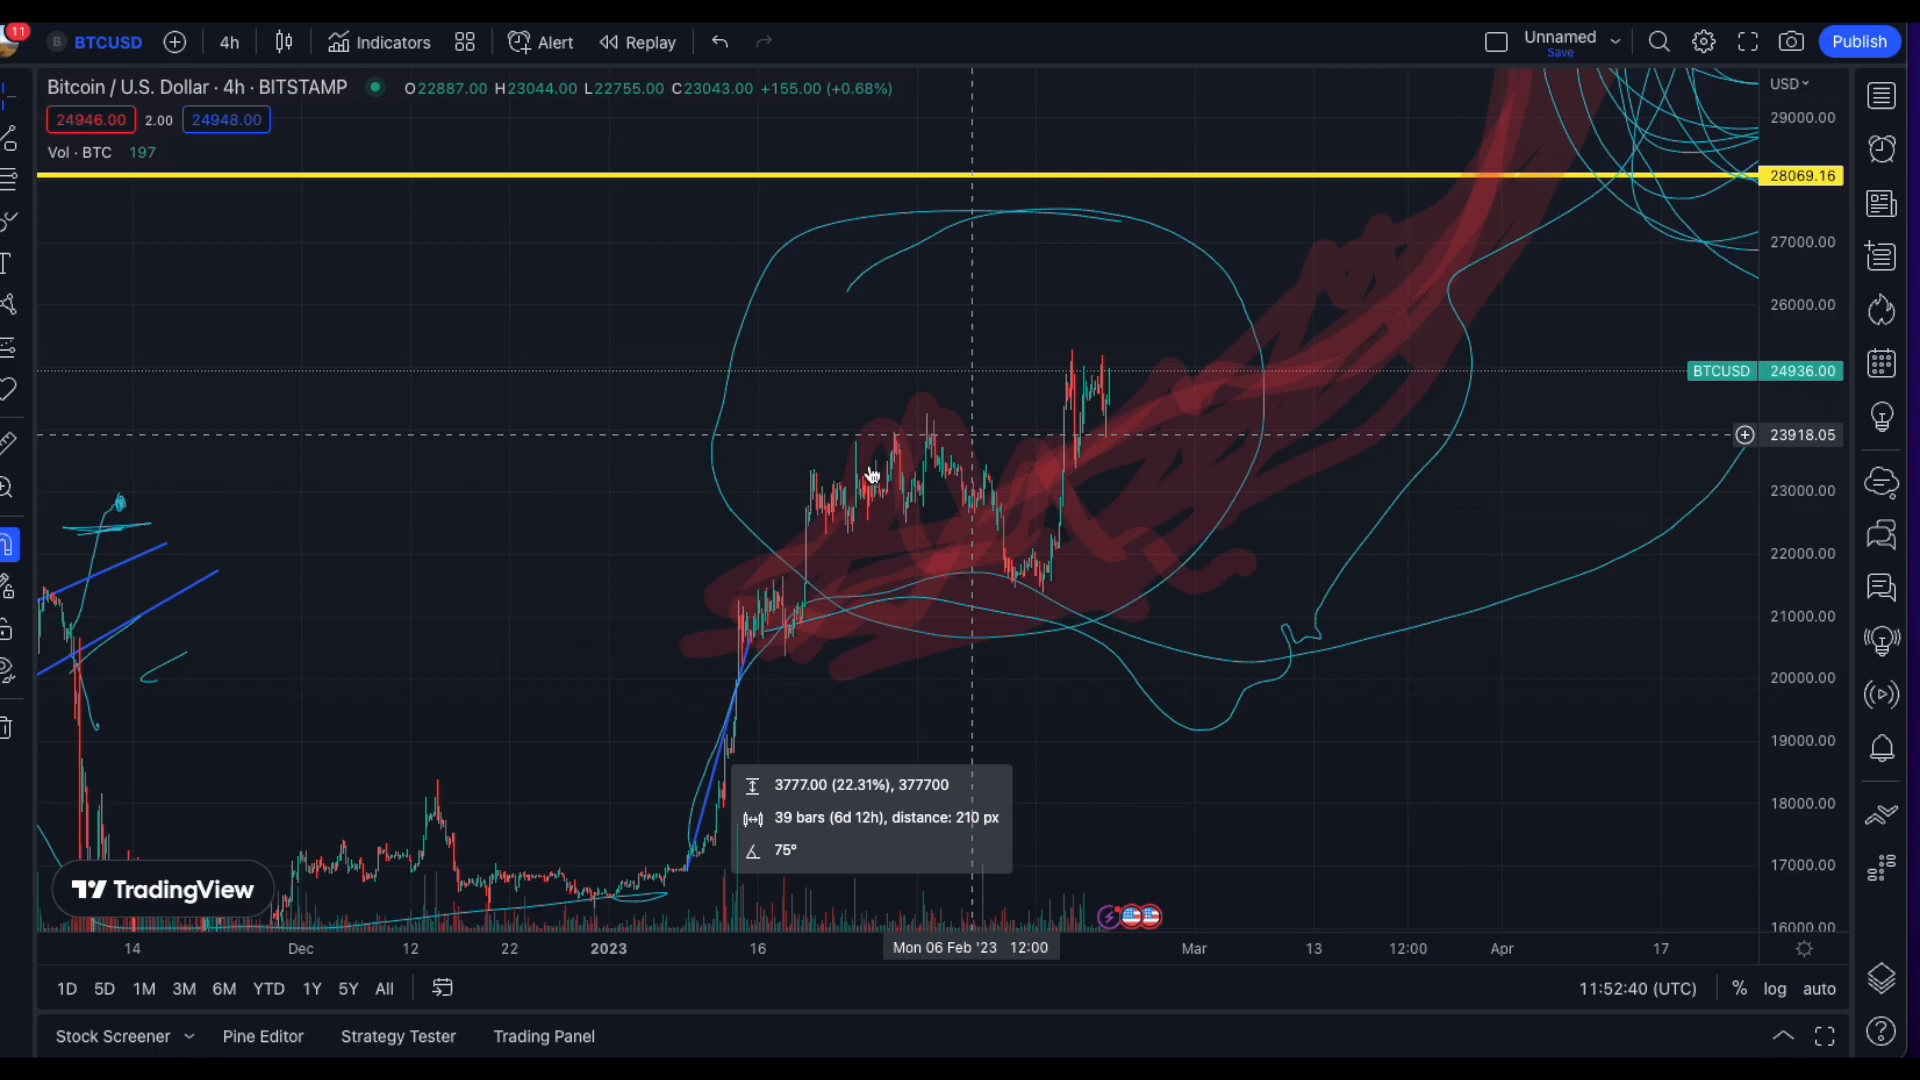 11
B BTCUSD 4h Indicators Alert Replay Unnamed Save Publish
Bitcoin / U.S. Dollar · 4h · BITSTAMP O22887.00 H23044.00 L22755.00 C23043.00 +155.00 (+0.68%)
USD
24946.00 2.00 24948.00
29000.00
Vol · BTC 197
28069.16
27000.00
26000.00
BTCUSD 24936.00
23918.05
23000.00
22000.00
21000.00
20000.00
19000.00
3777.00 (22.31%), 377700
18000.00
39 bars (6d 12h), distance: 210 px
75°
17000.00
TradingView
16000.00
14 Dec 12 22 2023 16 Mon 06 Feb '23 12:00 Mar 13 12:00 Apr 17
1D 5D 1M 3M 6M YTD 1Y 5Y All 11:52:40 (UTC) % log auto
Stock Screener Pine Editor Strategy Tester Trading Panel